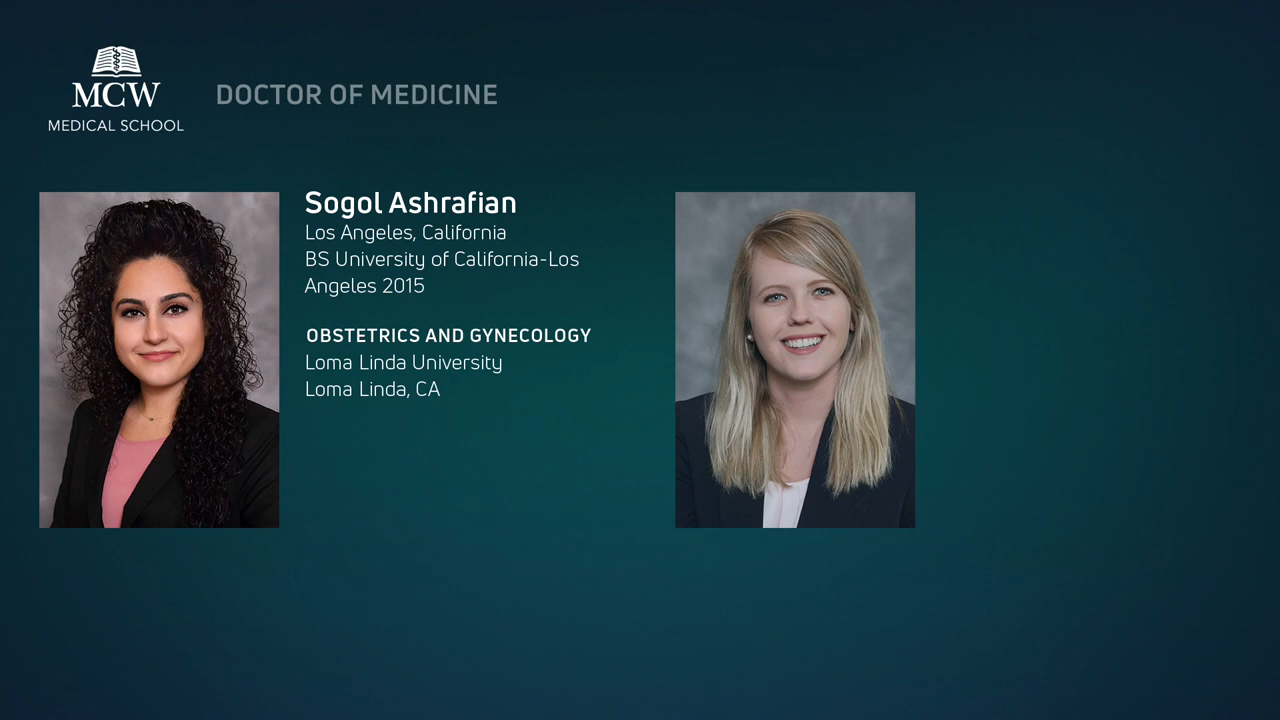 MCW
MEDICAL SCHOOL
DOCTOR OF MEDICINE
Sogol Ashrafian
Los Angeles, California
BS University of California-Los
Angeles 2015
OBSTETRICS AND GYNECOLOGY
Loma Linda University
Loma Linda, CA